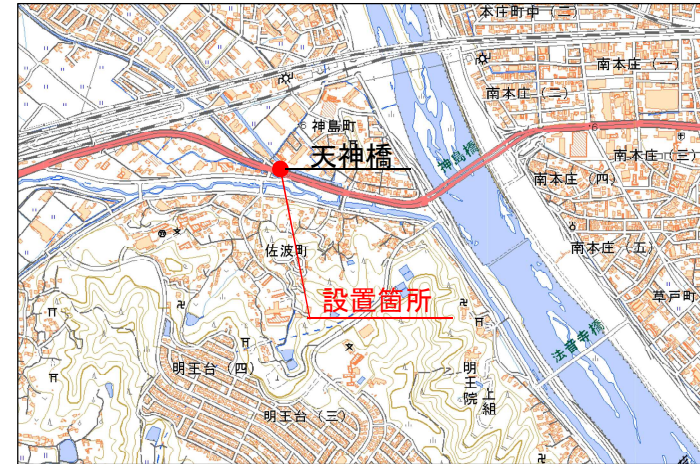 本庄町中（二）
南本庄（一）
南本庄（二）
神島町
天神橋
神島橋
南本庄（三）
南本庄（四）
佐波町
南本庄（五）
設置箇所
草戸町
法音寺橋
明王台（四）
明王院
上組
明王台（三）